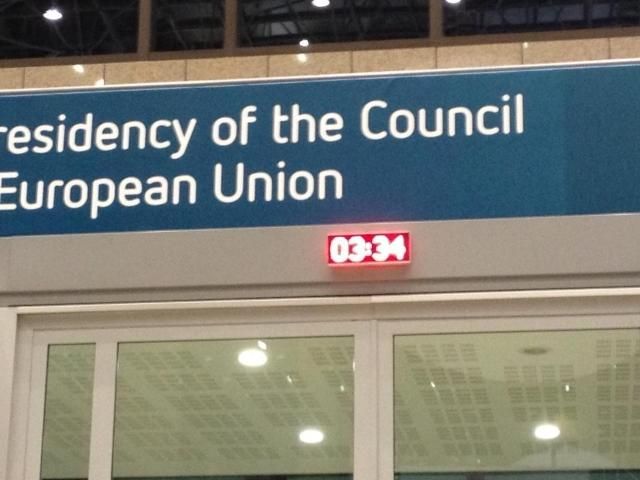 residency of the Council
European Union
03:34